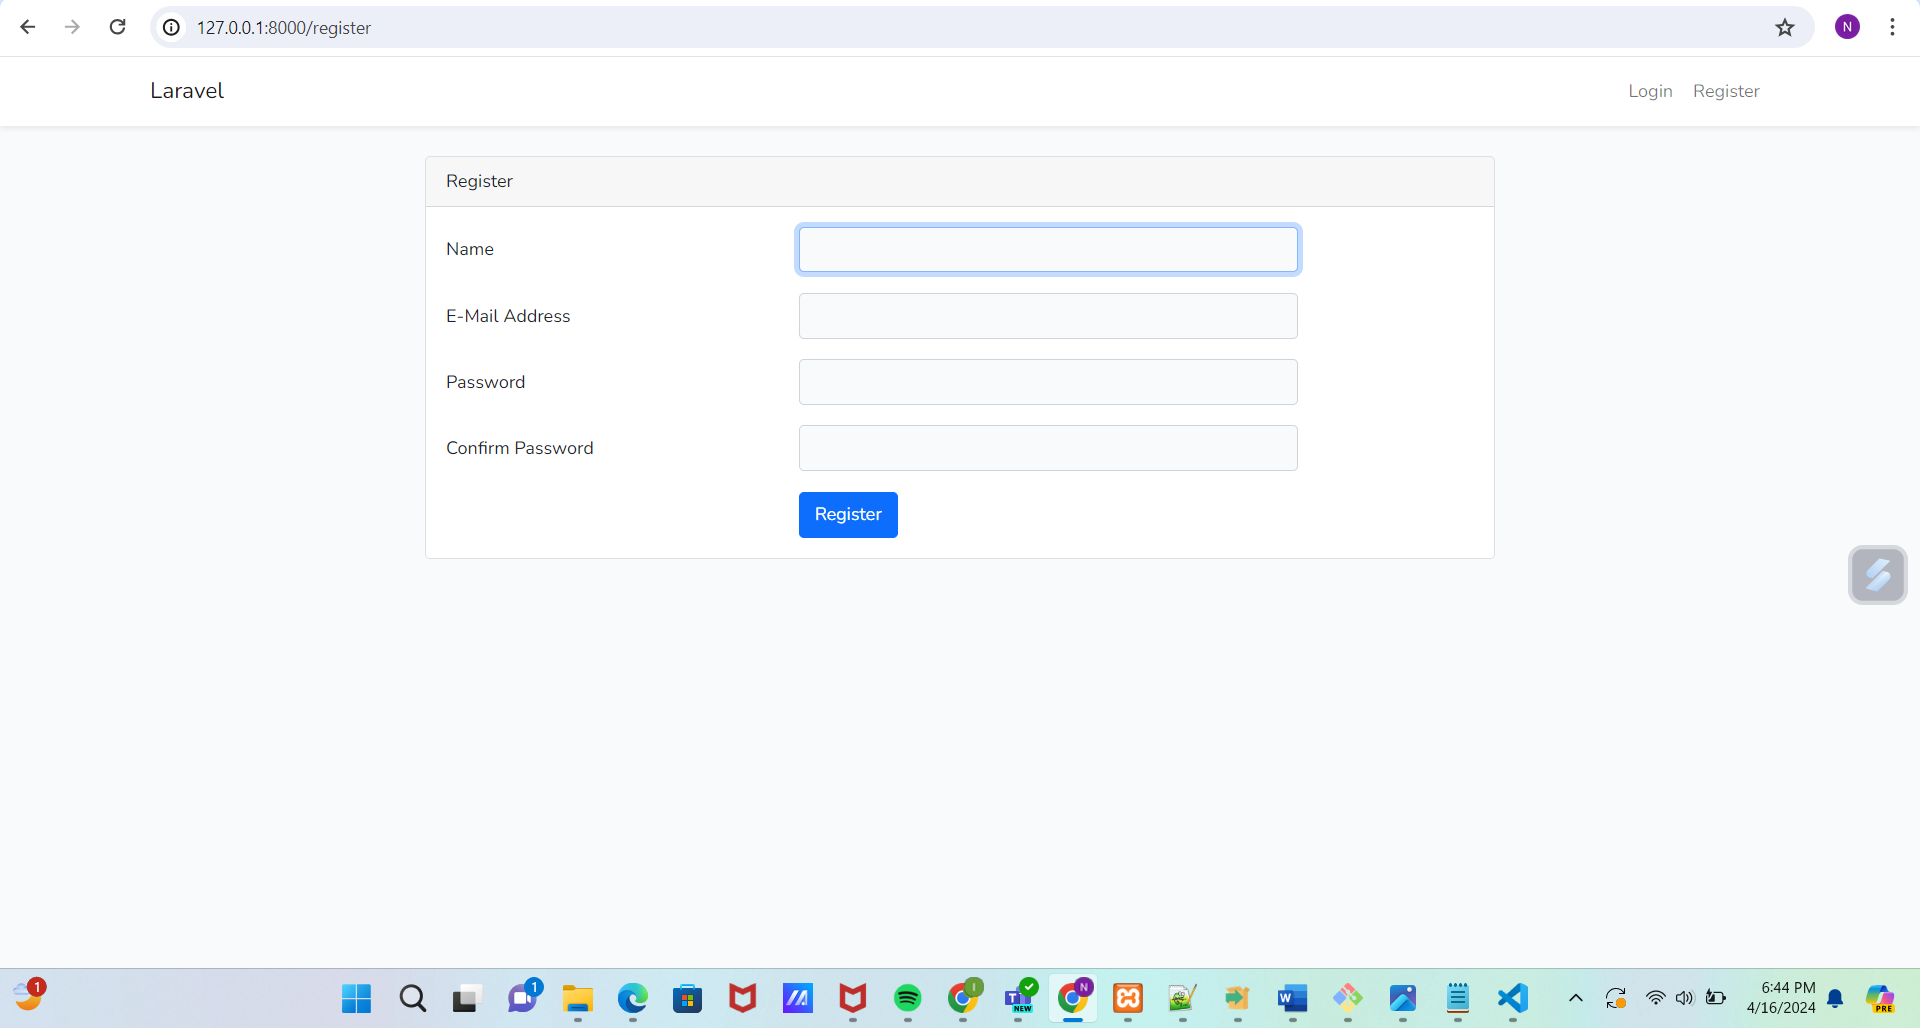 127.0.0.1:8000/register
N
Laravel
Login Register
Register
Name
E-Mail Address
Password
Confirm Password
Register
1
1
I
T
NEW
N
W
6:44 PM
4/16/2024
PRE